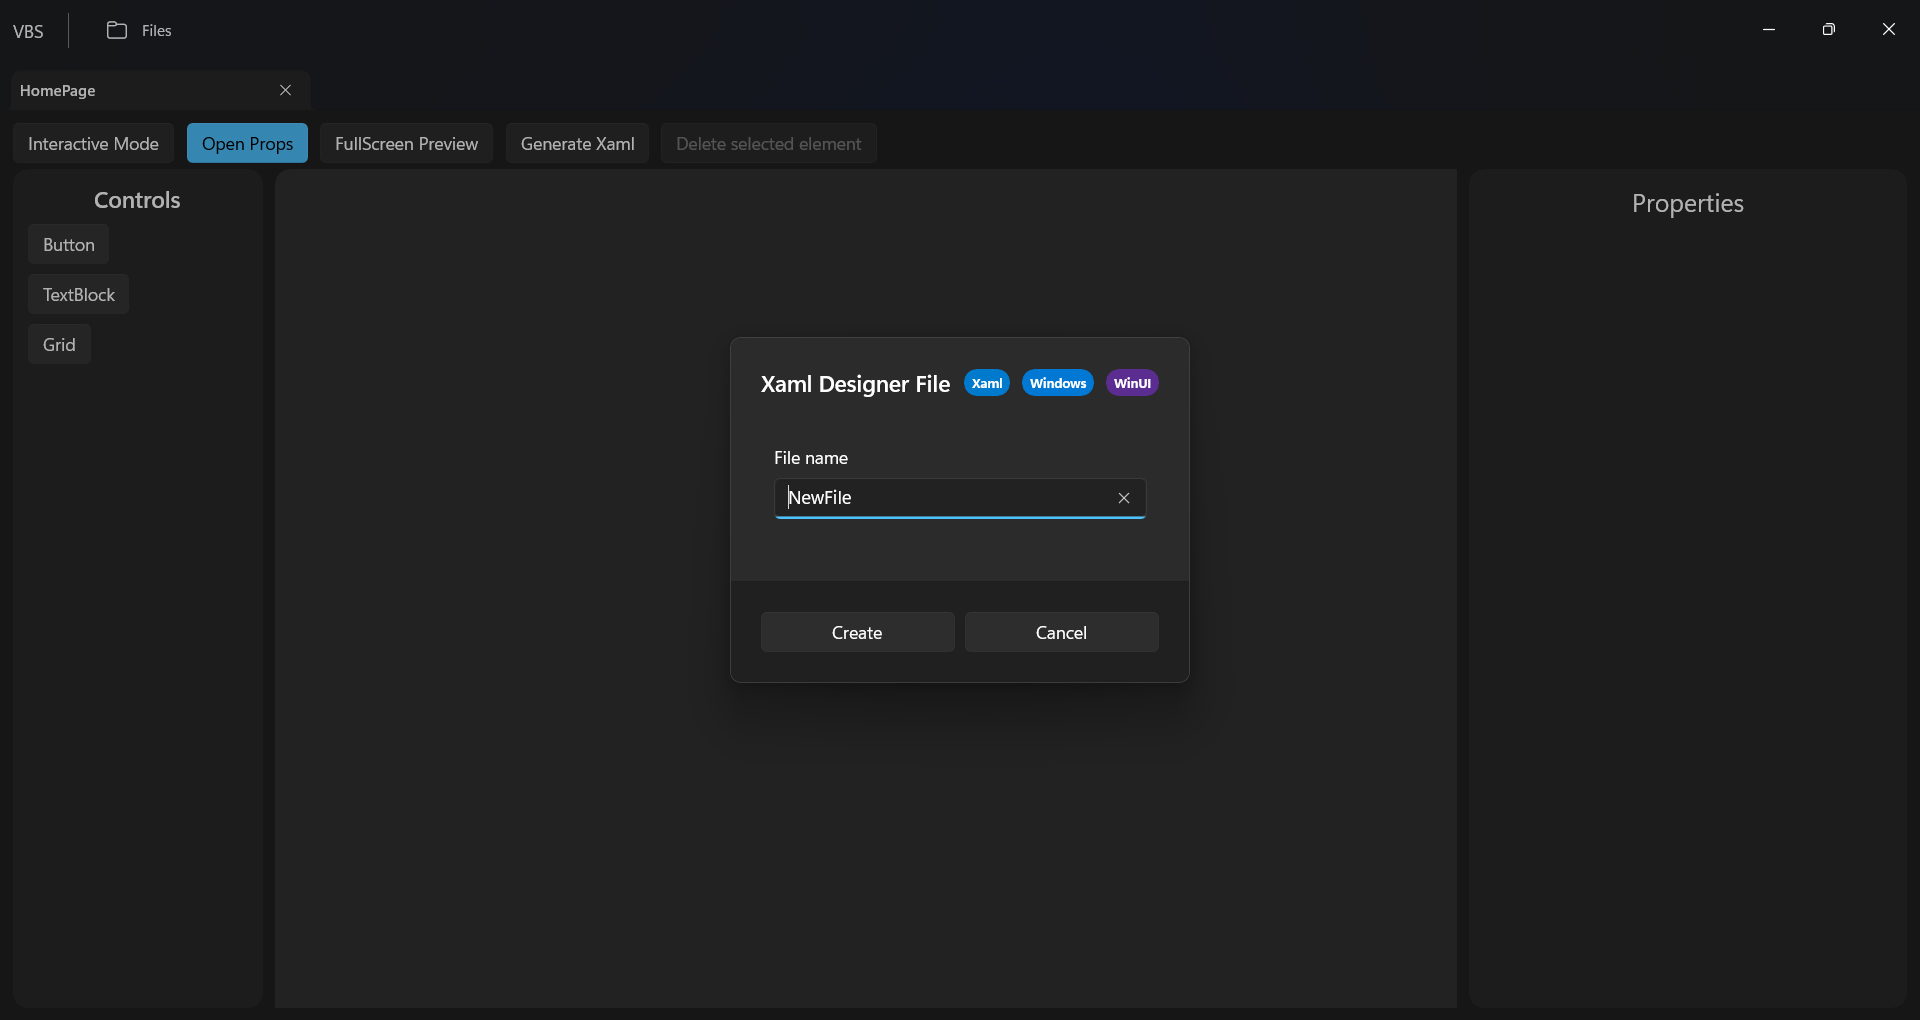 VBS
Files
HomePage
Interactive Mode
Open Props
FullScreen Preview
Generate Xaml
Delete selected element
Controls
Button
TextBlock
Grid
Xaml Designer File
Xaml
Windows
WinUI
File name
NewFile
Create
Cancel
Properties